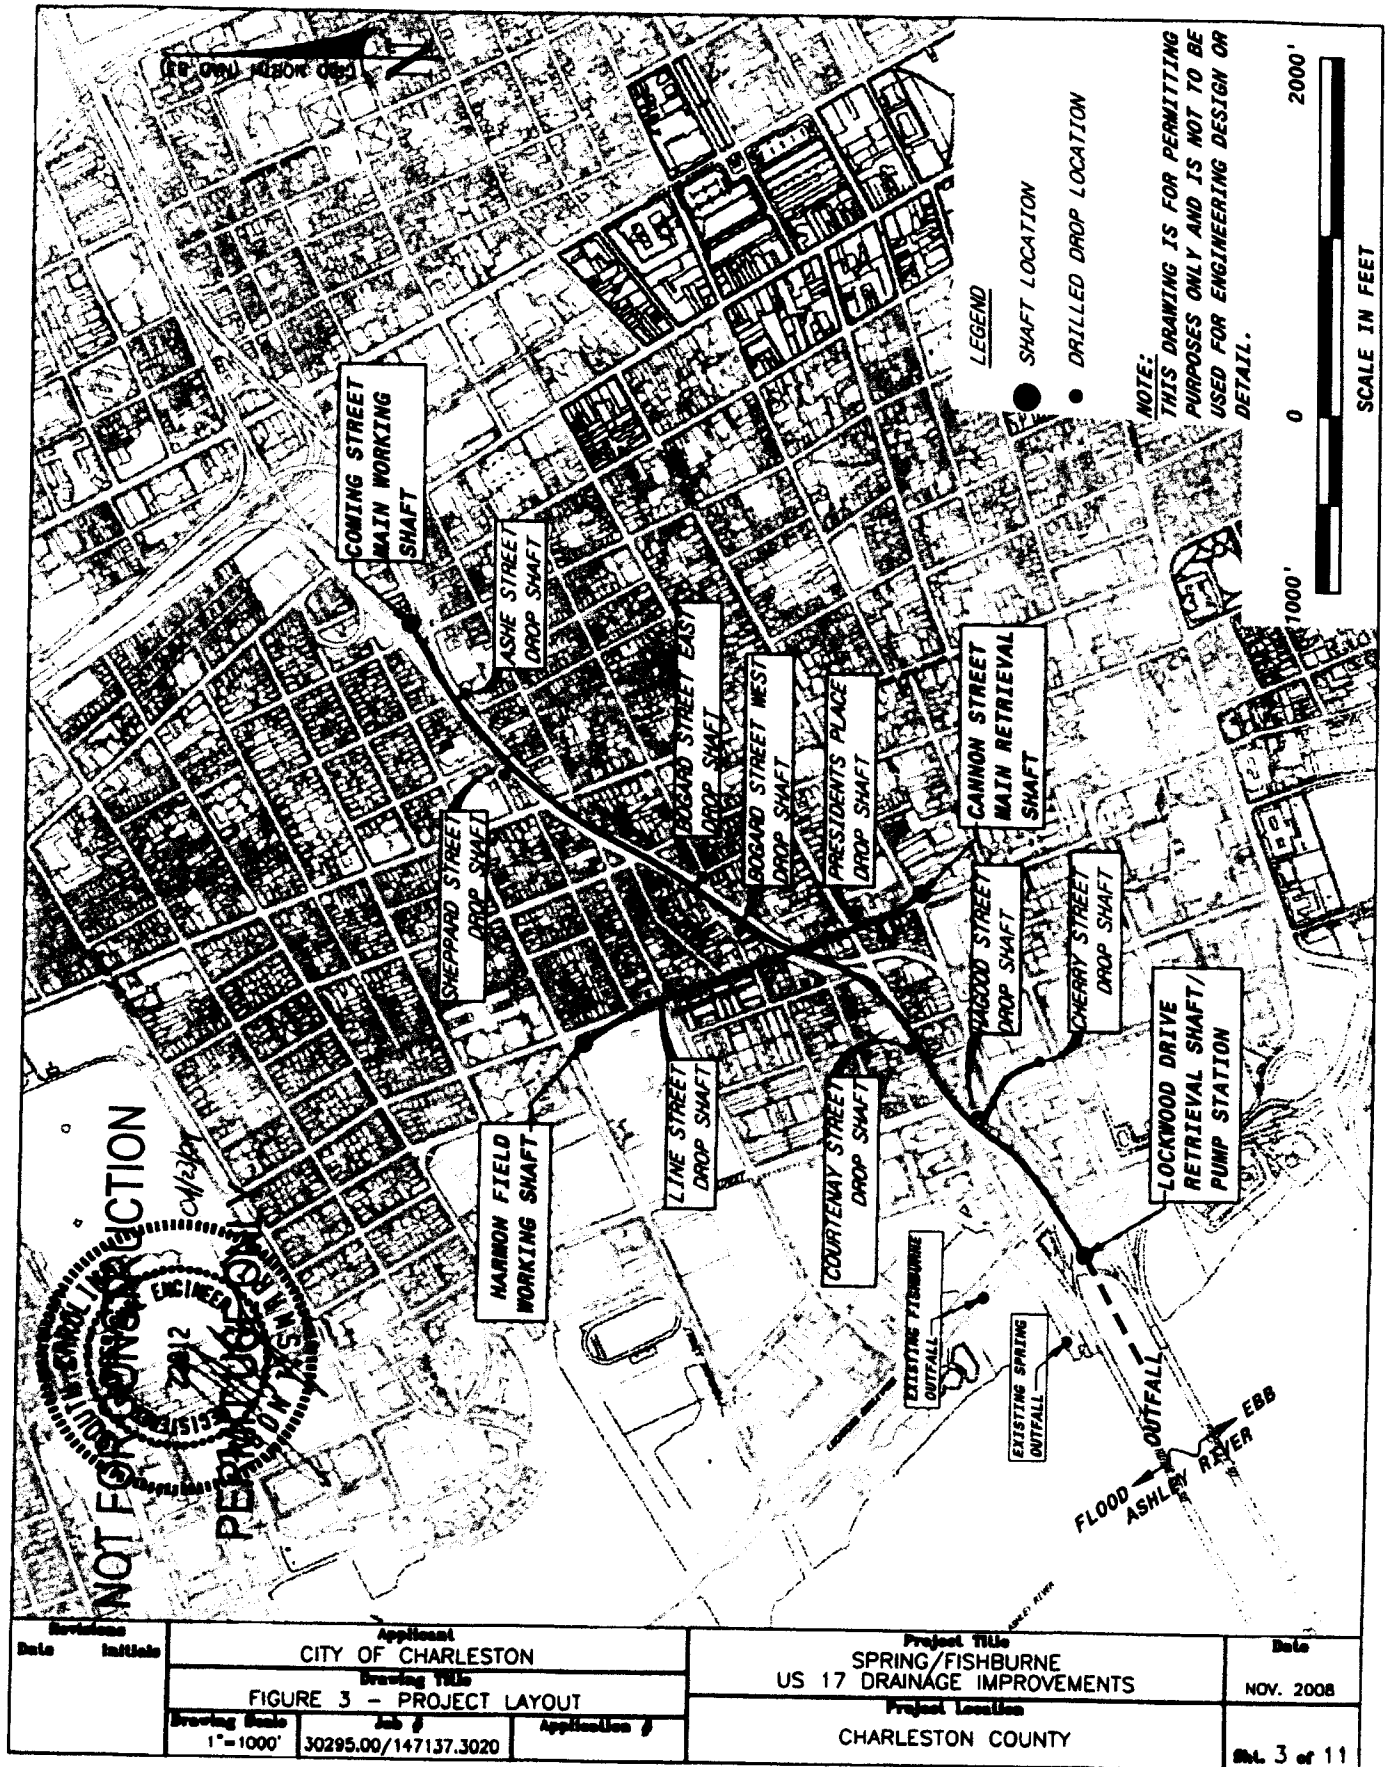 GRID NORTH (NAD 83)
N
COMING STREET
MAIN WORKING
SHAFT
ASHE STREET
DROP SHAFT
SHEPPARD STREET
DROP SHAFT
BOGARD STREET EAST
DROP SHAFT
BOGARD STREET WEST
DROP SHAFT
PRESIDENTS PLACE
DROP SHAFT
CANNON STREET
MAIN RETRIEVAL
SHAFT
HAGOOD STREET
DROP SHAFT
CHERRY STREET
DROP SHAFT
LOCKWOOD DRIVE
RETRIEVAL SHAFT/
PUMP STATION
HARMON FIELD
WORKING SHAFT
LINE STREET
DROP SHAFT
COURTENAY STREET
DROP SHAFT
EXISTING FISHBURNE
OUTFALL
EXISTING SPRING
OUTFALL
OUTFALL
FLOOD
EBB
ASHLEY RIVER
ASHLEY RIVER
LEGEND
SHAFT LOCATION
DRILLED DROP LOCATION
NOTE:
THIS DRAWING IS FOR PERMITTING
PURPOSES ONLY AND IS NOT TO BE
USED FOR ENGINEERING DESIGN OR
DETAIL.
1000'
0
2000'
SCALE IN FEET
NOT FOR CONSTRUCTION
22012
ENGINEER
Revisions
Date Initials
Applicant
CITY OF CHARLESTON
Drawing Title
FIGURE 3 - PROJECT LAYOUT
Drawing Scale
1"=1000'
Job #
30295.00/147137.3020
Application #
Project Title
SPRING/FISHBURNE
US 17 DRAINAGE IMPROVEMENTS
Project Location
CHARLESTON COUNTY
Date
NOV. 2008
Sht. 3 of 11